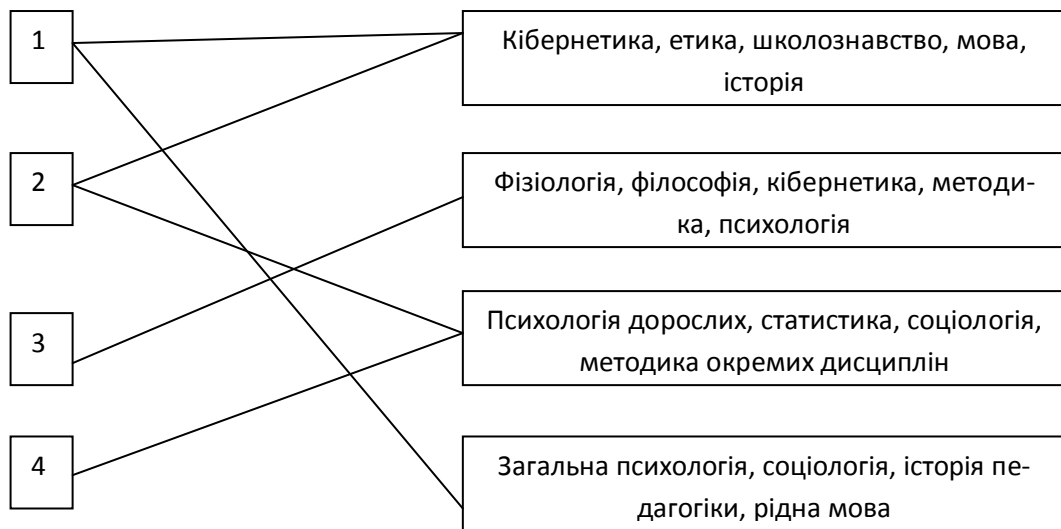 1
Кібернетика, етика, школознавство, мова,
історія
2
Фізіологія, філософія, кібернетика, методи-
ка, психологія
3
Психологія дорослих, статистика, соціологія,
методика окремих дисциплін
4
Загальна психологія, соціологія, історія пе-
дагогіки, рідна мова